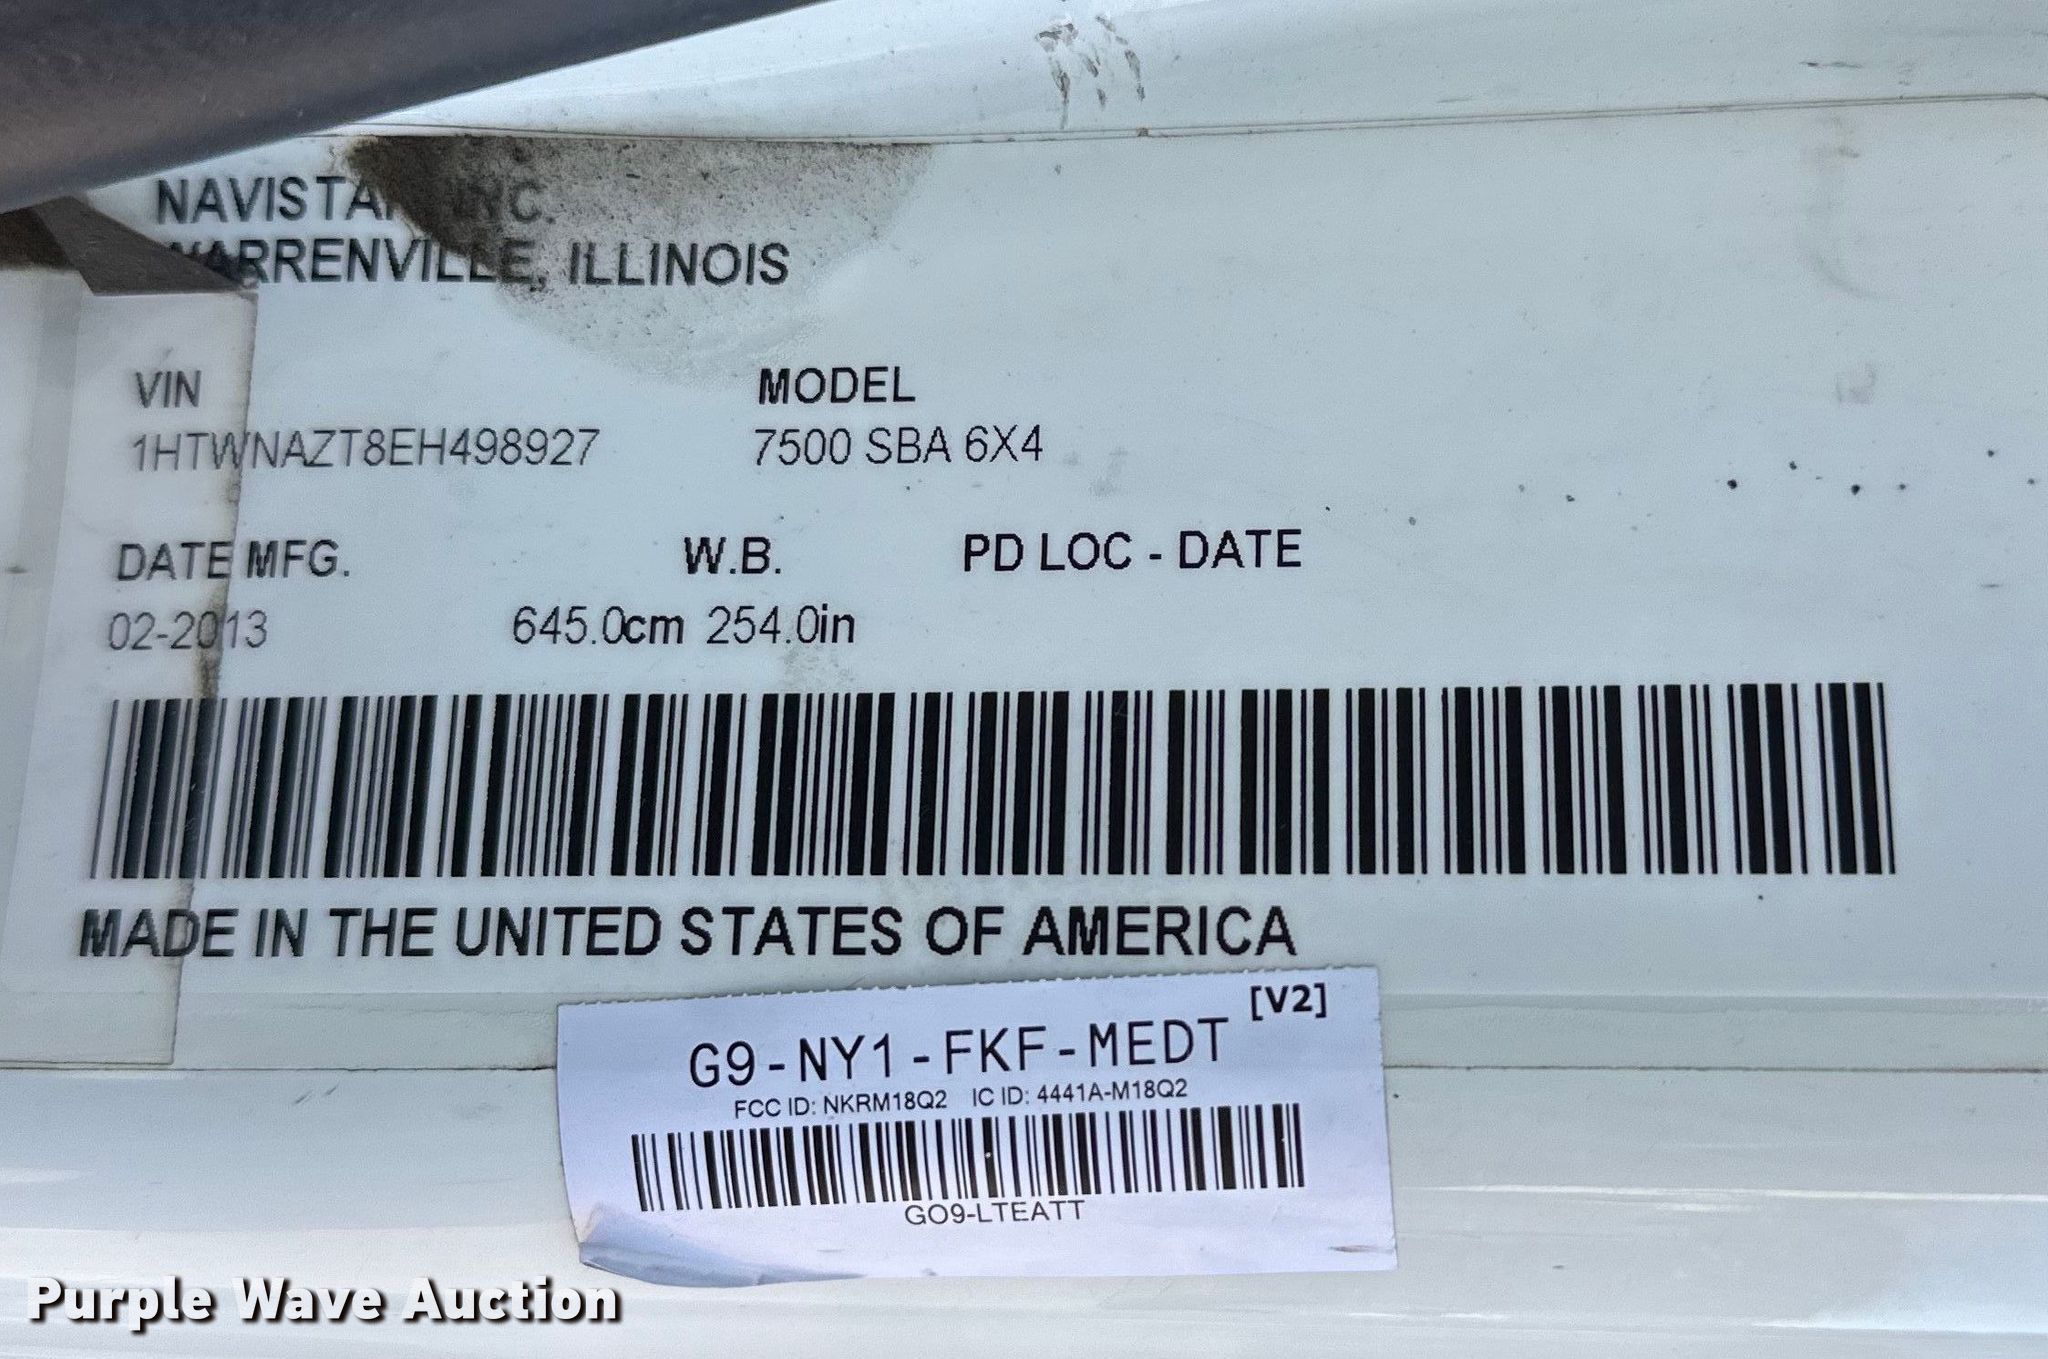 NAVISTAR, INC.
WARRENVILLE, ILLINOIS
VIN MODEL
1HTWNAZT8EH498927 7500 SBA 6X4
DATE MFG. W.B. PD LOC - DATE
02-2013 645.0cm 254.0in
MADE IN THE UNITED STATES OF AMERICA
[V2]
G9-NY1-FKF-MEDT
FCC ID: NKRM18Q2 IC ID: 4441A-M18Q2
GO9-LTEATT
Purple Wave Auction